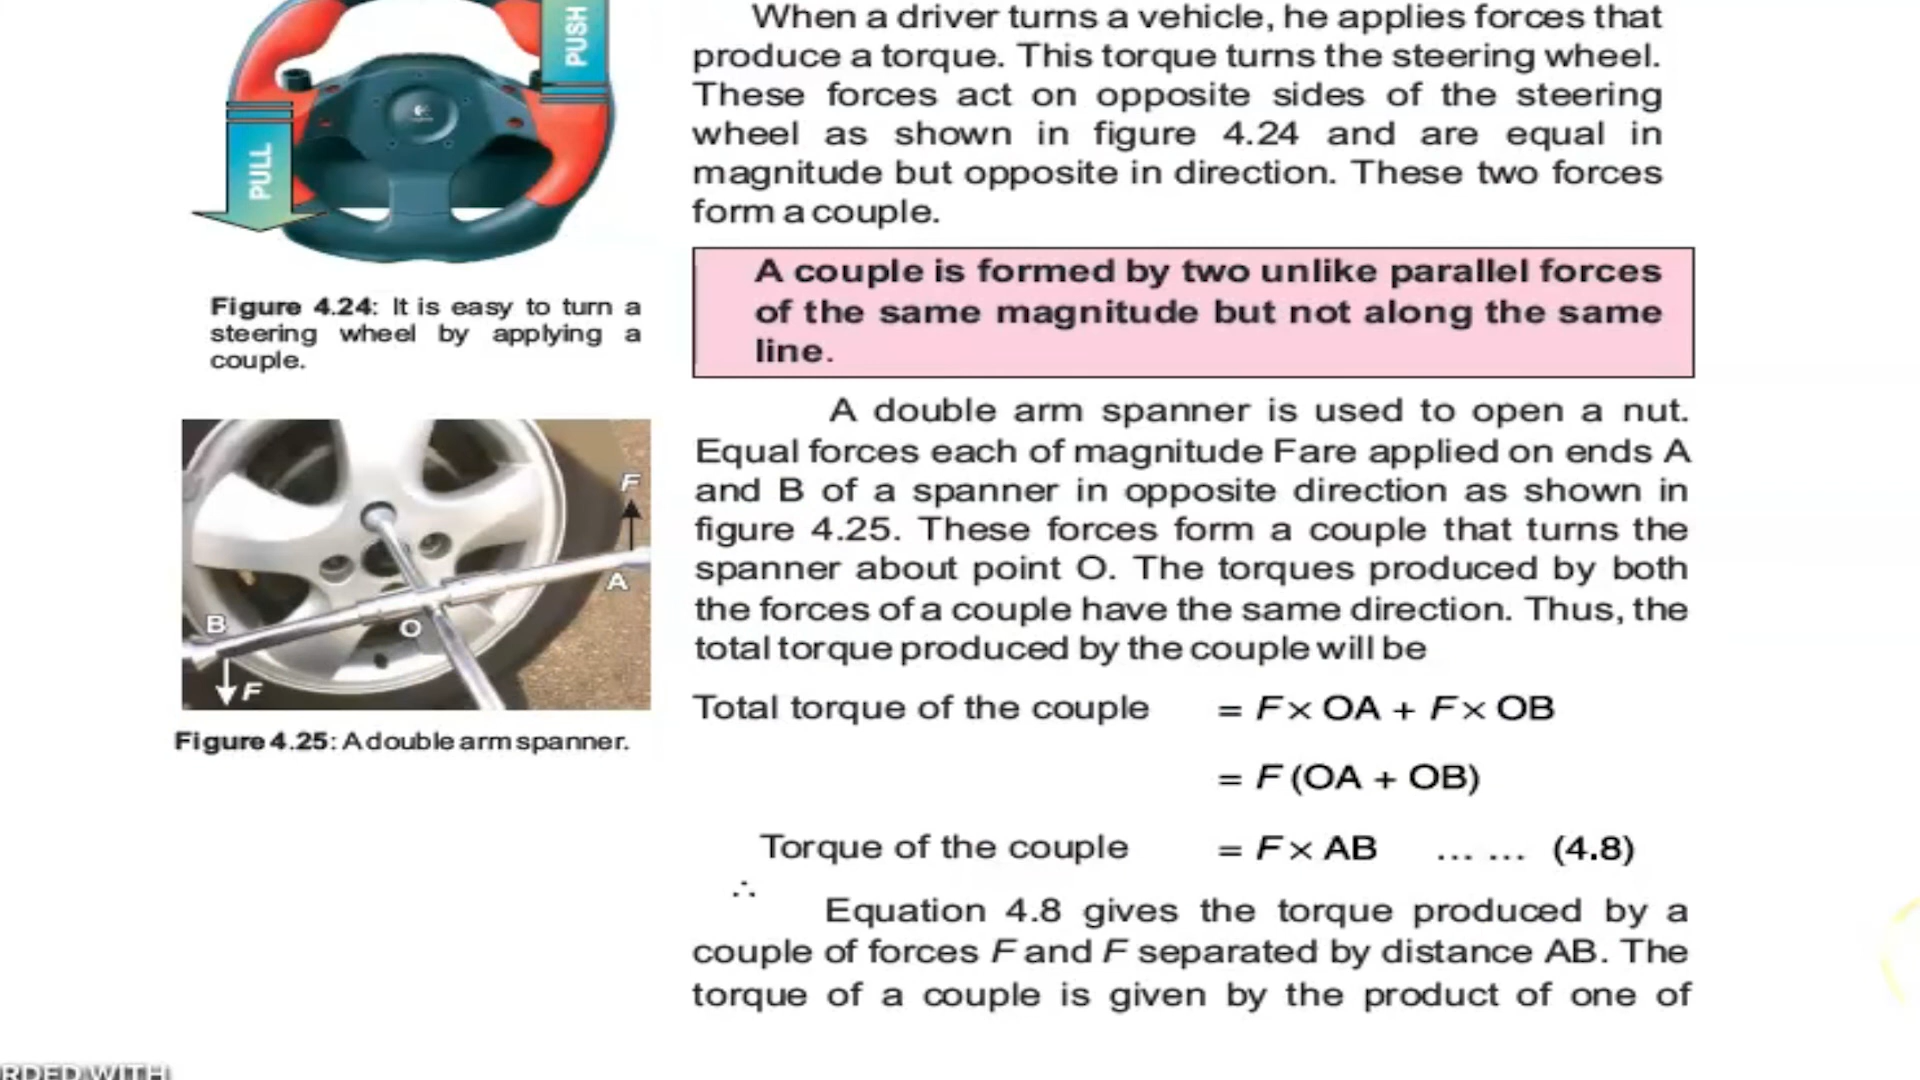 PUSH
PULL
Figure 4.24: It is easy to turn a
steering wheel by applying a
couple.
F
A
B
O
F
Figure 4.25: A double arm spanner.
When a driver turns a vehicle, he applies forces that
produce a torque. This torque turns the steering wheel.
These forces act on opposite sides of the steering
wheel as shown in figure 4.24 and are equal in
magnitude but opposite in direction. These two forces
form a couple.
A couple is formed by two unlike parallel forces
of the same magnitude but not along the same
line.
A double arm spanner is used to open a nut.
Equal forces each of magnitude F are applied on ends A
and B of a spanner in opposite direction as shown in
figure 4.25. These forces form a couple that turns the
spanner about point O. The torques produced by both
the forces of a couple have the same direction. Thus, the
total torque produced by the couple will be
Total torque of the couple = F × OA + F × OB
= F (OA + OB)
Torque of the couple = F × AB ... ... (4.8)
∴
Equation 4.8 gives the torque produced by a
couple of forces F and F separated by distance AB. The
torque of a couple is given by the product of one of
RDED WITH